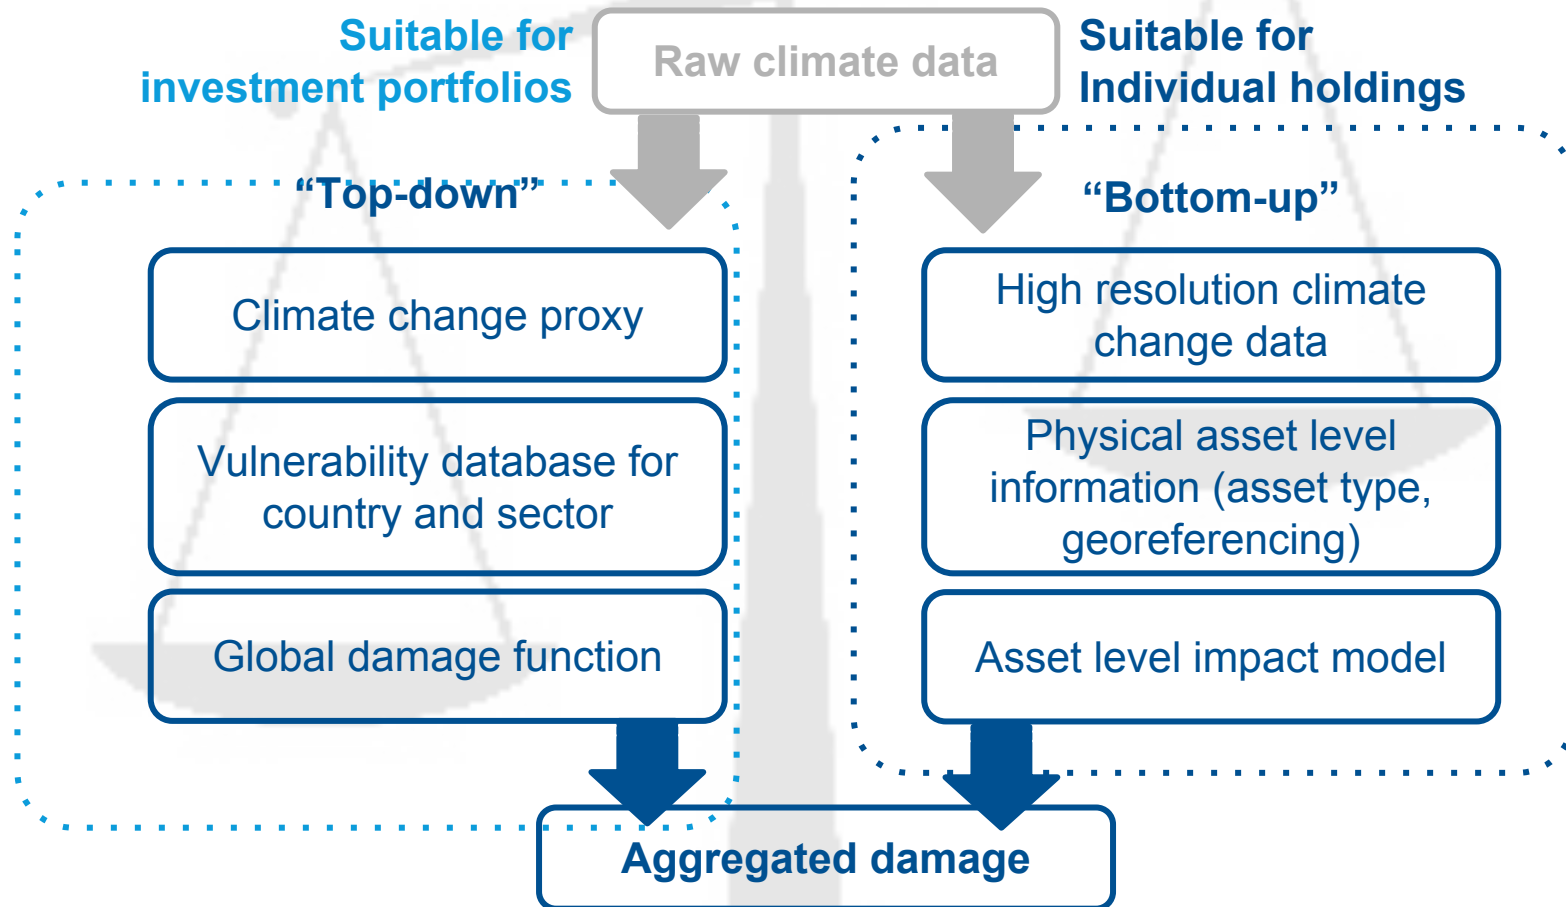 Suitable for
investment portfolios
Raw climate data
Suitable for
Individual holdings
“Top-down”
Climate change proxy
Vulnerability database for
country and sector
Global damage function
“Bottom-up”
High resolution climate
change data
Physical asset level
information (asset type,
georeferencing)
Asset level impact model
Aggregated damage